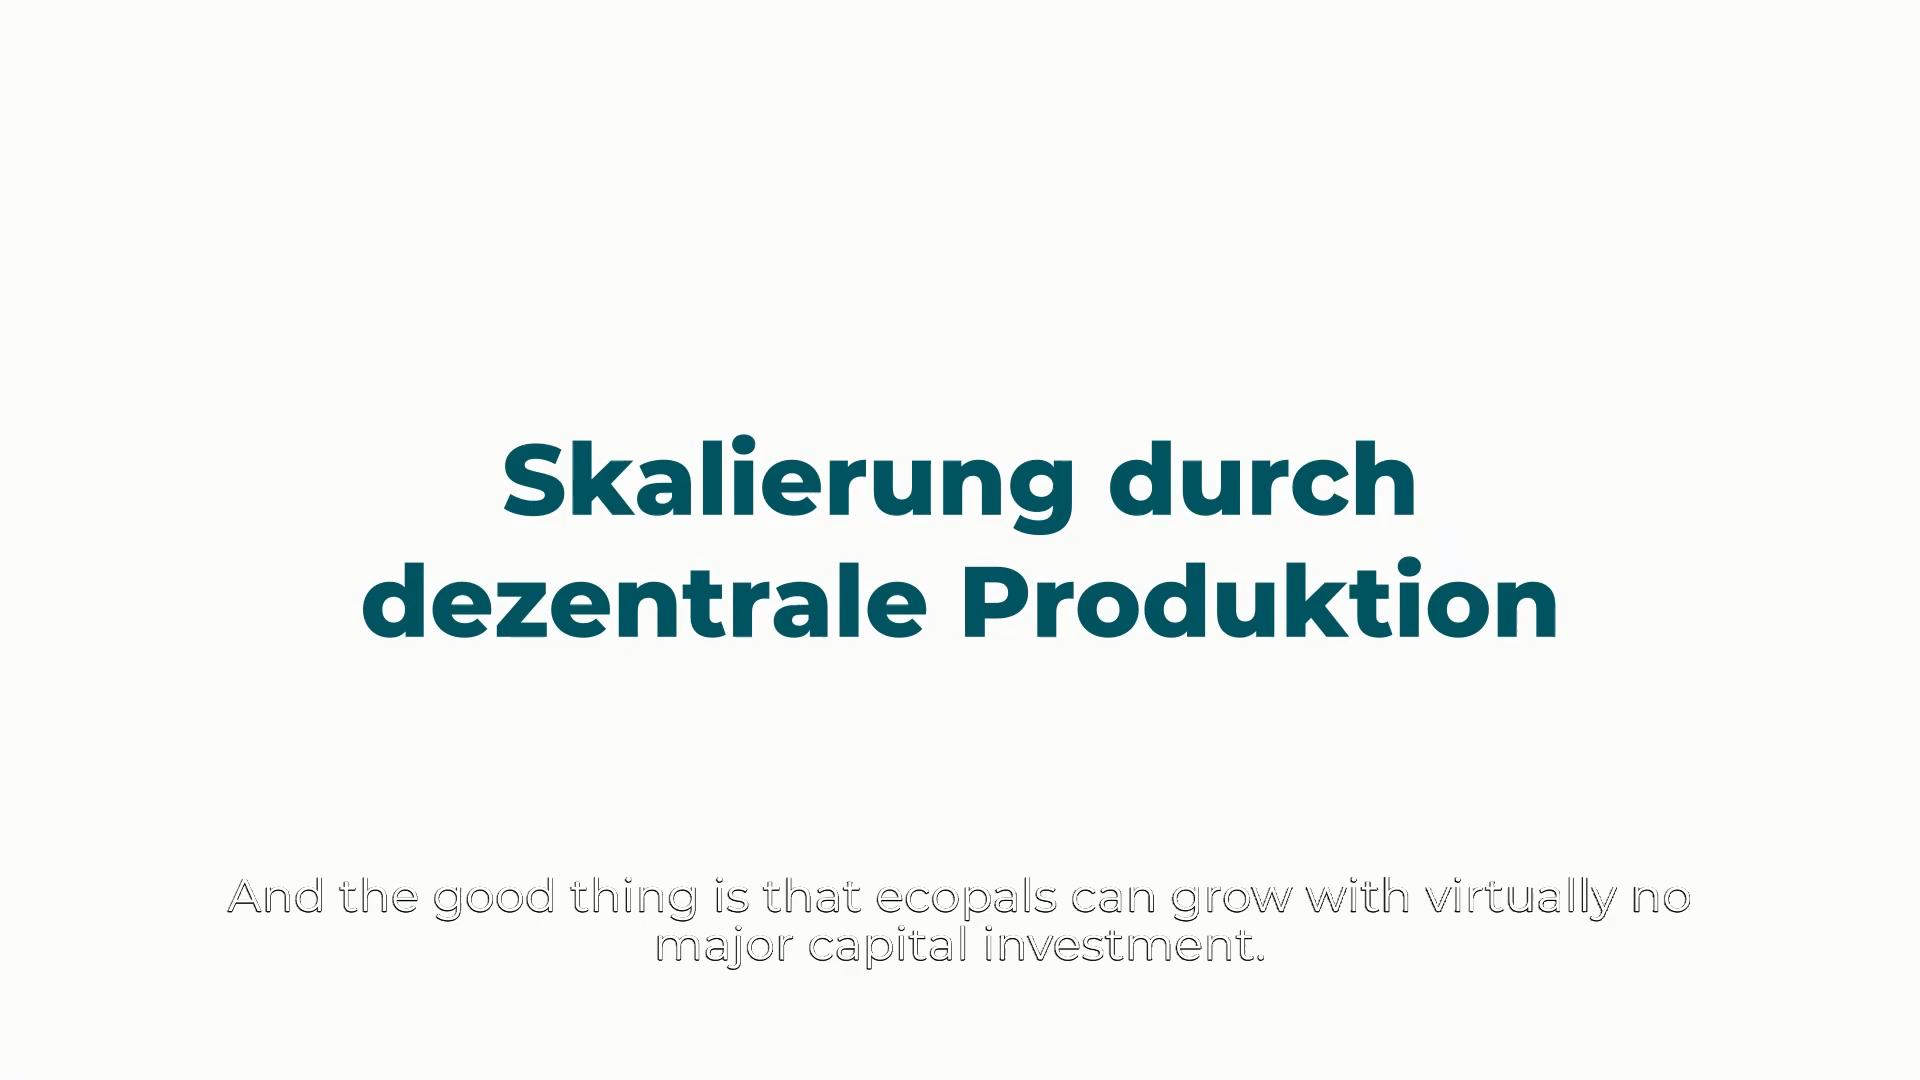 Skalierung durch
dezentrale Produktion
And the good thing is that ecopals can grow with virtually no
major capital investment.